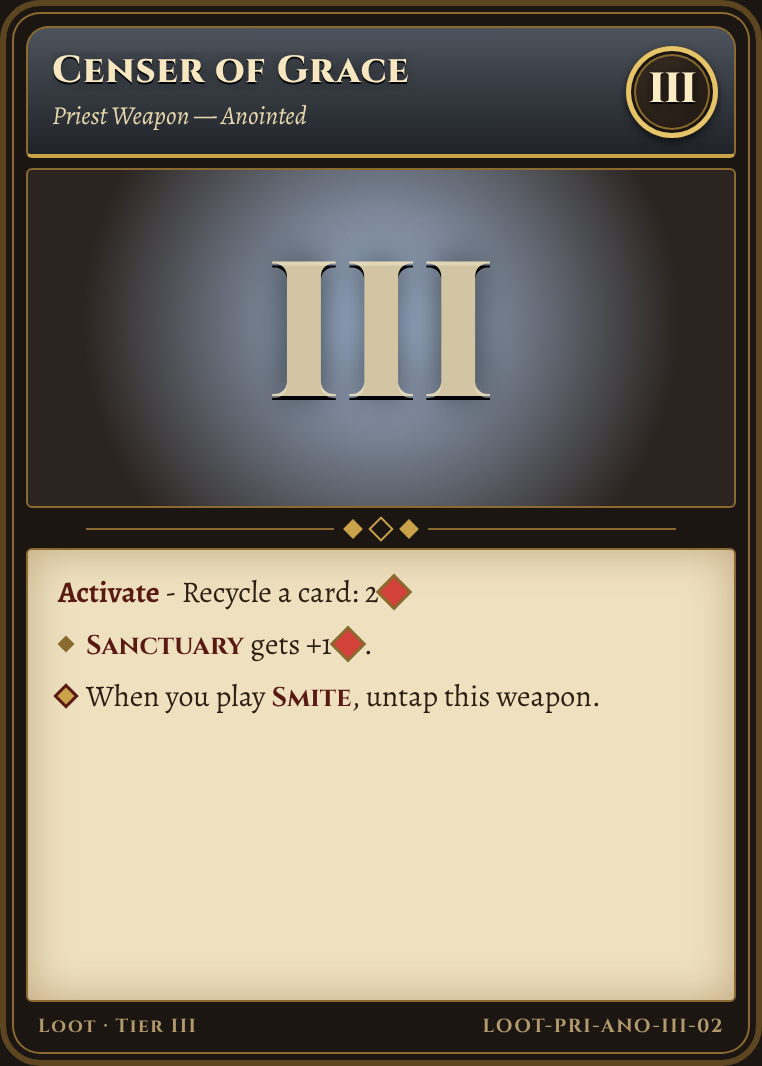 Censer of Grace
Priest Weapon — Anointed
III
III
Activate - Recycle a card: 2
Sanctuary gets +1.
When you play Smite, untap this weapon.
Loot · Tier III
LOOT-PRI-ANO-III-02